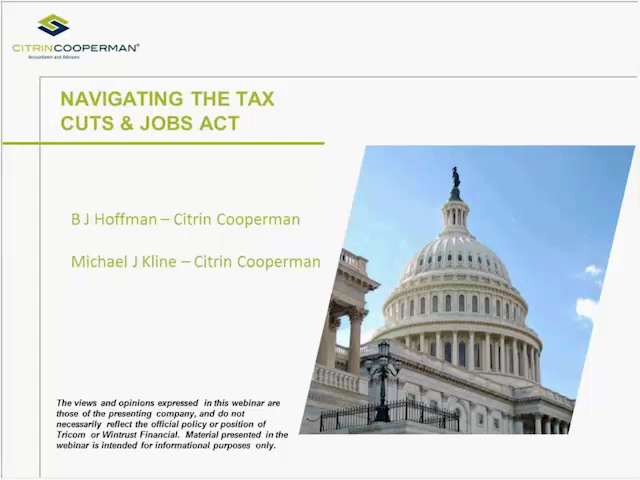 CITRINCOOPERMAN®
Accountants and Advisors
NAVIGATING THE TAX
CUTS & JOBS ACT
B J Hoffman – Citrin Cooperman
Michael J Kline – Citrin Cooperman
The views and opinions expressed in this webinar are
those of the presenting company, and do not
necessarily reflect the official policy or position of
Tricom or Wintrust Financial. Material presented in the
webinar is intended for informational purposes only.